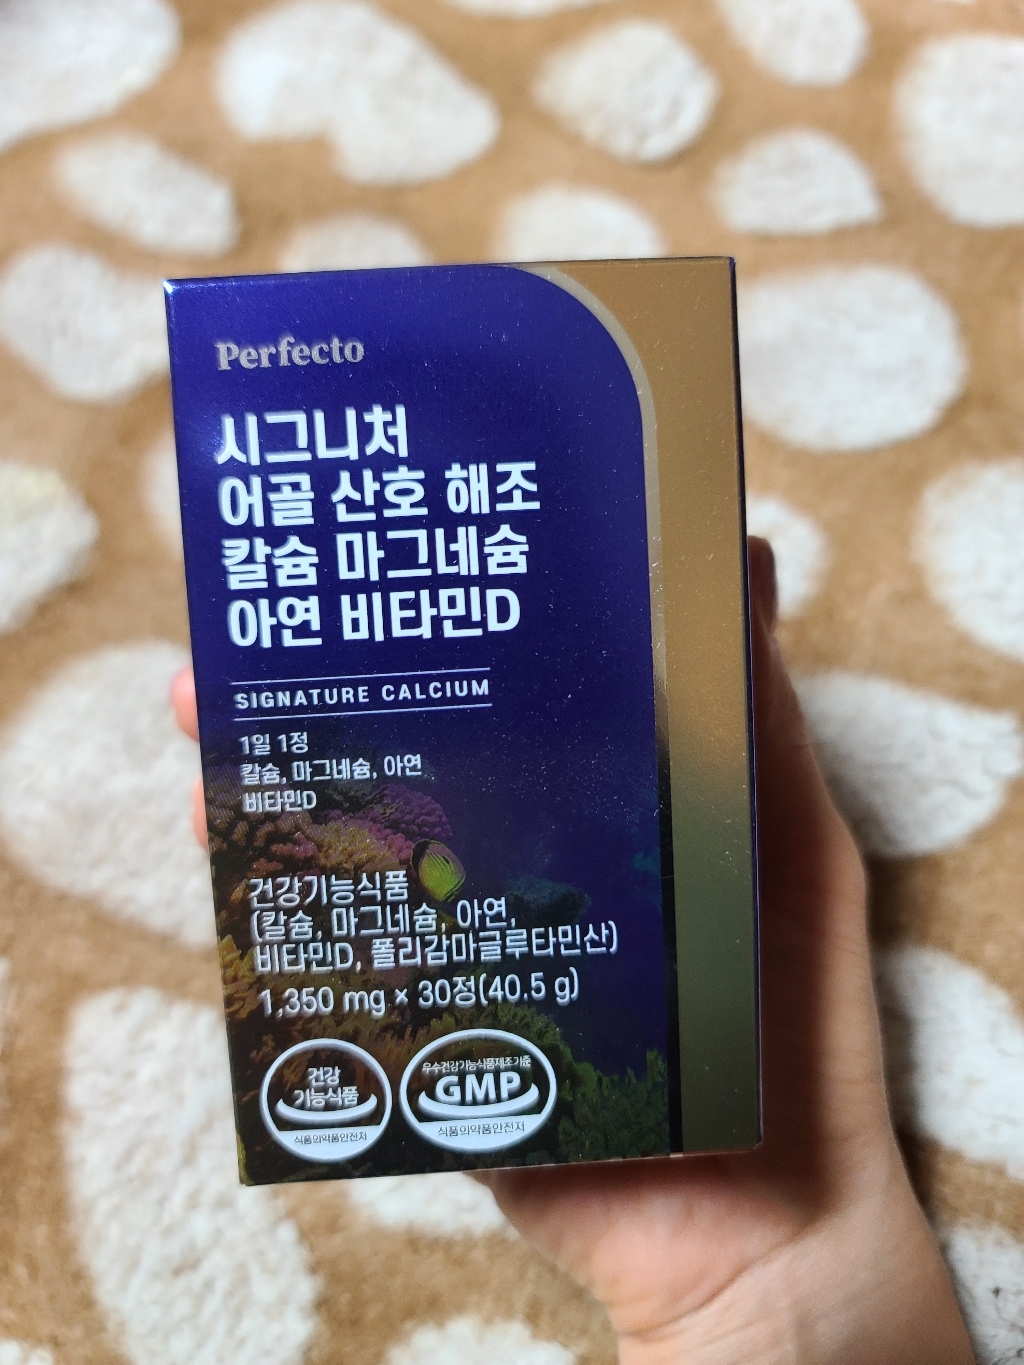 Perfecto
시그니처
어골 산호 해조
칼슘 마그네슘
아연 비타민D
SIGNATURE CALCIUM
1일 1정
칼슘, 마그네슘, 아연
비타민D
건강기능식품
(칼슘, 마그네슘, 아연,
비타민D, 폴리감마글루타민산)
1,350 mg × 30정(40.5 g)
건강
기능식품
식품의약품안전처
우수건강기능식품제조기준
GMP
식품의약품안전처